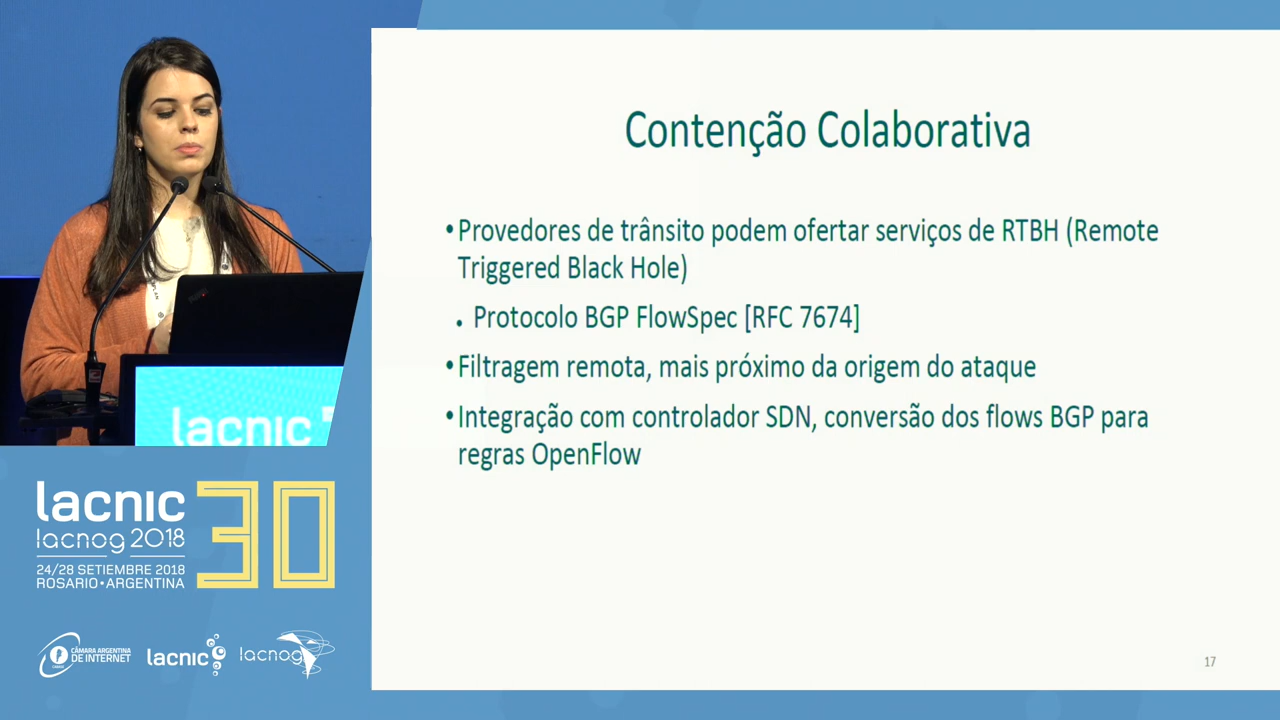 Contenção Colaborativa
•Provedores de trânsito podem ofertar serviços de RTBH (Remote
Triggered Black Hole)
• Protocolo BGP FlowSpec [RFC 7674]
•Filtragem remota, mais próximo da origem do ataque
•Integração com controlador SDN, conversão dos flows BGP para
regras OpenFlow
17
lacnic
lacnic 30
lacnog 2018
24/28 SETIEMBRE 2018
ROSARIO•ARGENTINA
CÁMARA ARGENTINA
DE INTERNET
lacnic
lacnog